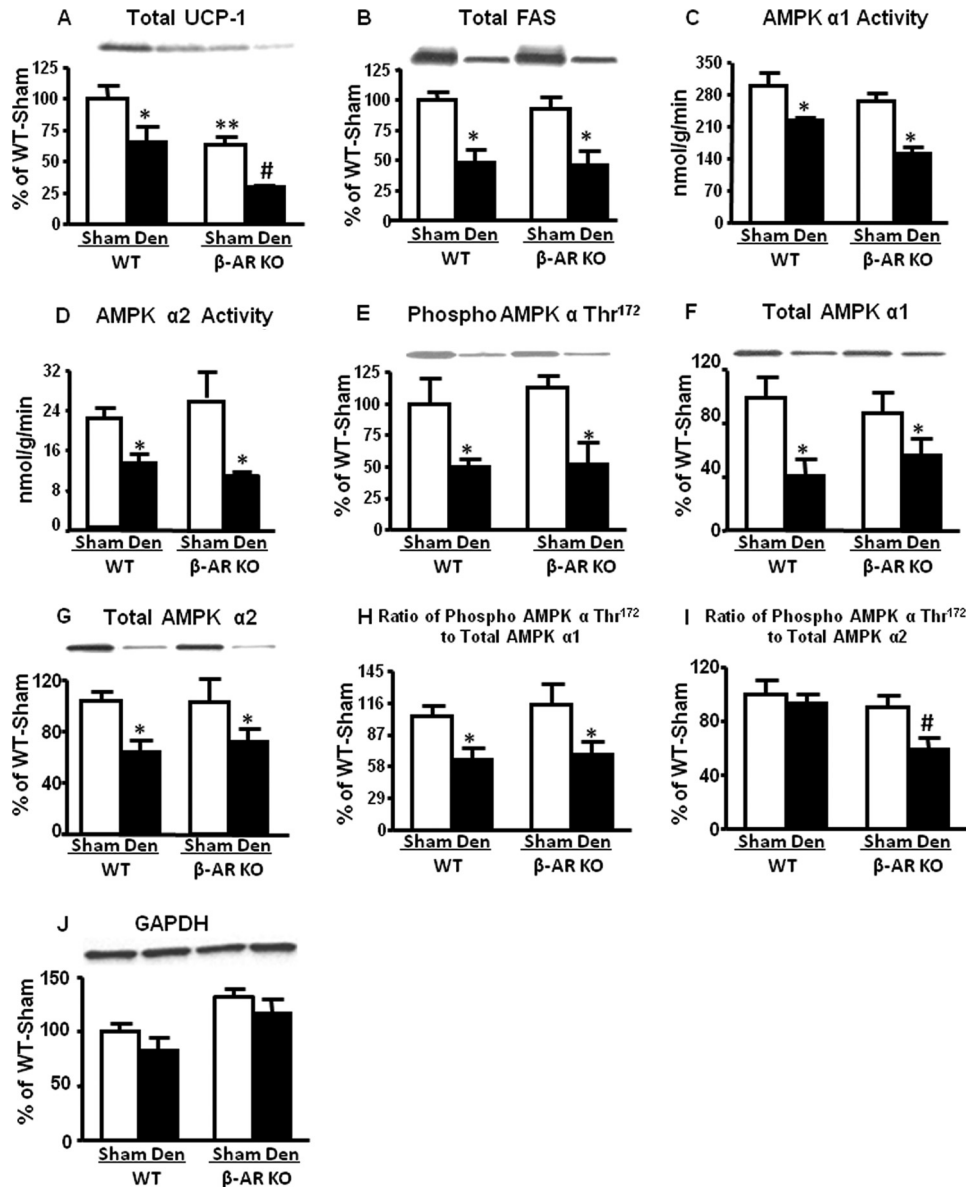 A Total UCP-1
% of WT-Sham
125
100
75
50
25
0
*
**
#
Sham Den Sham Den
WT β-AR KO
B Total FAS
% of WT-Sham
125
100
75
50
25
0
*
*
Sham Den Sham Den
WT β-AR KO
C AMPK α1 Activity
nmol/g/min
350
280
210
140
70
0
*
*
Sham Den Sham Den
WT β-AR KO
D AMPK α2 Activity
nmol/g/min
32
24
16
8
0
*
*
Sham Den Sham Den
WT β-AR KO
E Phospho AMPK α Thr¹⁷²
% of WT-Sham
125
100
75
50
25
0
*
*
Sham Den Sham Den
WT β-AR KO
F Total AMPK α1
% of WT-Sham
120
80
40
0
*
*
Sham Den Sham Den
WT β-AR KO
G Total AMPK α2
% of WT-Sham
120
80
40
0
*
*
Sham Den Sham Den
WT β-AR KO
H Ratio of Phospho AMPK α Thr¹⁷²
to Total AMPK α1
% of WT-Sham
145
116
87
58
29
0
*
*
Sham Den Sham Den
WT β-AR KO
I Ratio of Phospho AMPK α Thr¹⁷²
to Total AMPK α2
% of WT-Sham
120
80
40
0
#
Sham Den Sham Den
WT β-AR KO
J GAPDH
% of WT-Sham
150
100
50
0
Sham Den Sham Den
WT β-AR KO